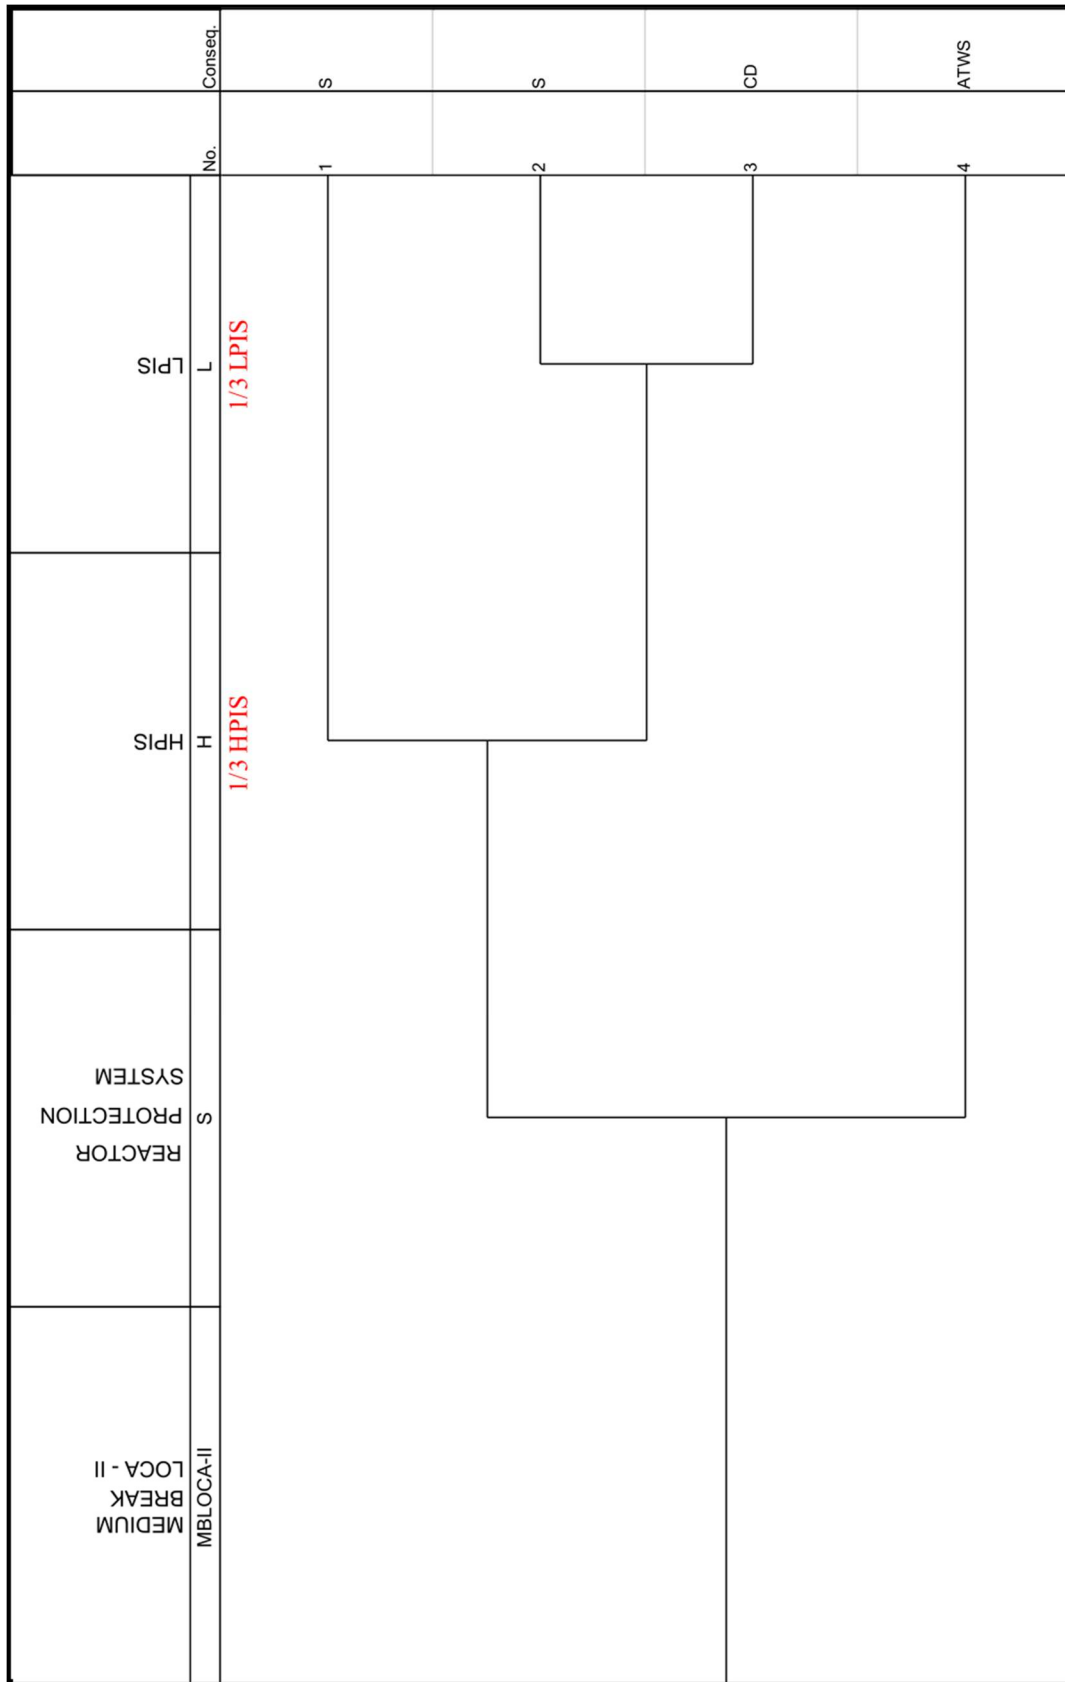 MEDIUM
BREAK
LOCA - II
REACTOR
PROTECTION
SYSTEM
HPIS
LPIS
MBLOCA-II
S
H
L
No.
Conseq.
1/3 HPIS
1/3 LPIS
1
S
2
S
3
CD
4
ATWS